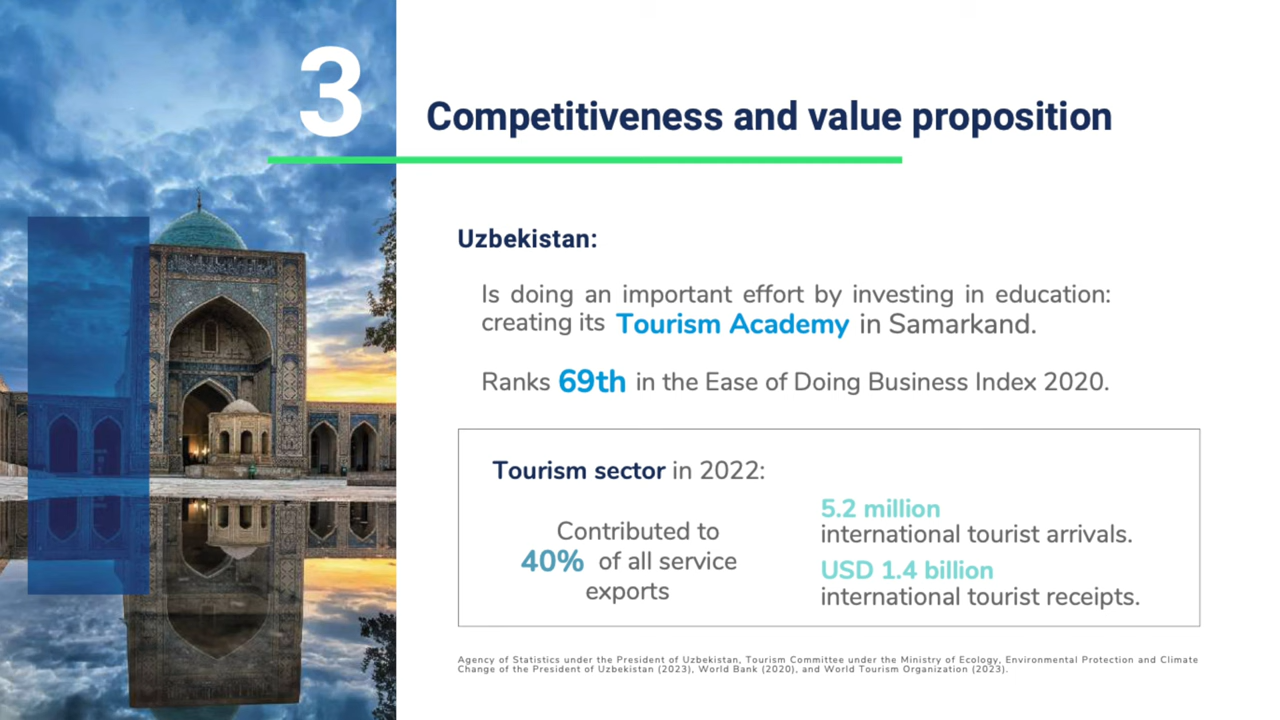 3
Competitiveness and value proposition
Uzbekistan:
Is doing an important effort by investing in education:
creating its Tourism Academy in Samarkand.
Ranks 69th in the Ease of Doing Business Index 2020.
Tourism sector in 2022:
Contributed to
40% of all service
exports
5.2 million
international tourist arrivals.
USD 1.4 billion
international tourist receipts.
Agency of Statistics under the President of Uzbekistan, Tourism Committee under the Ministry of Ecology, Environmental Protection and Climate
Change of the President of Uzbekistan (2023), World Bank (2020), and World Tourism Organization (2023).